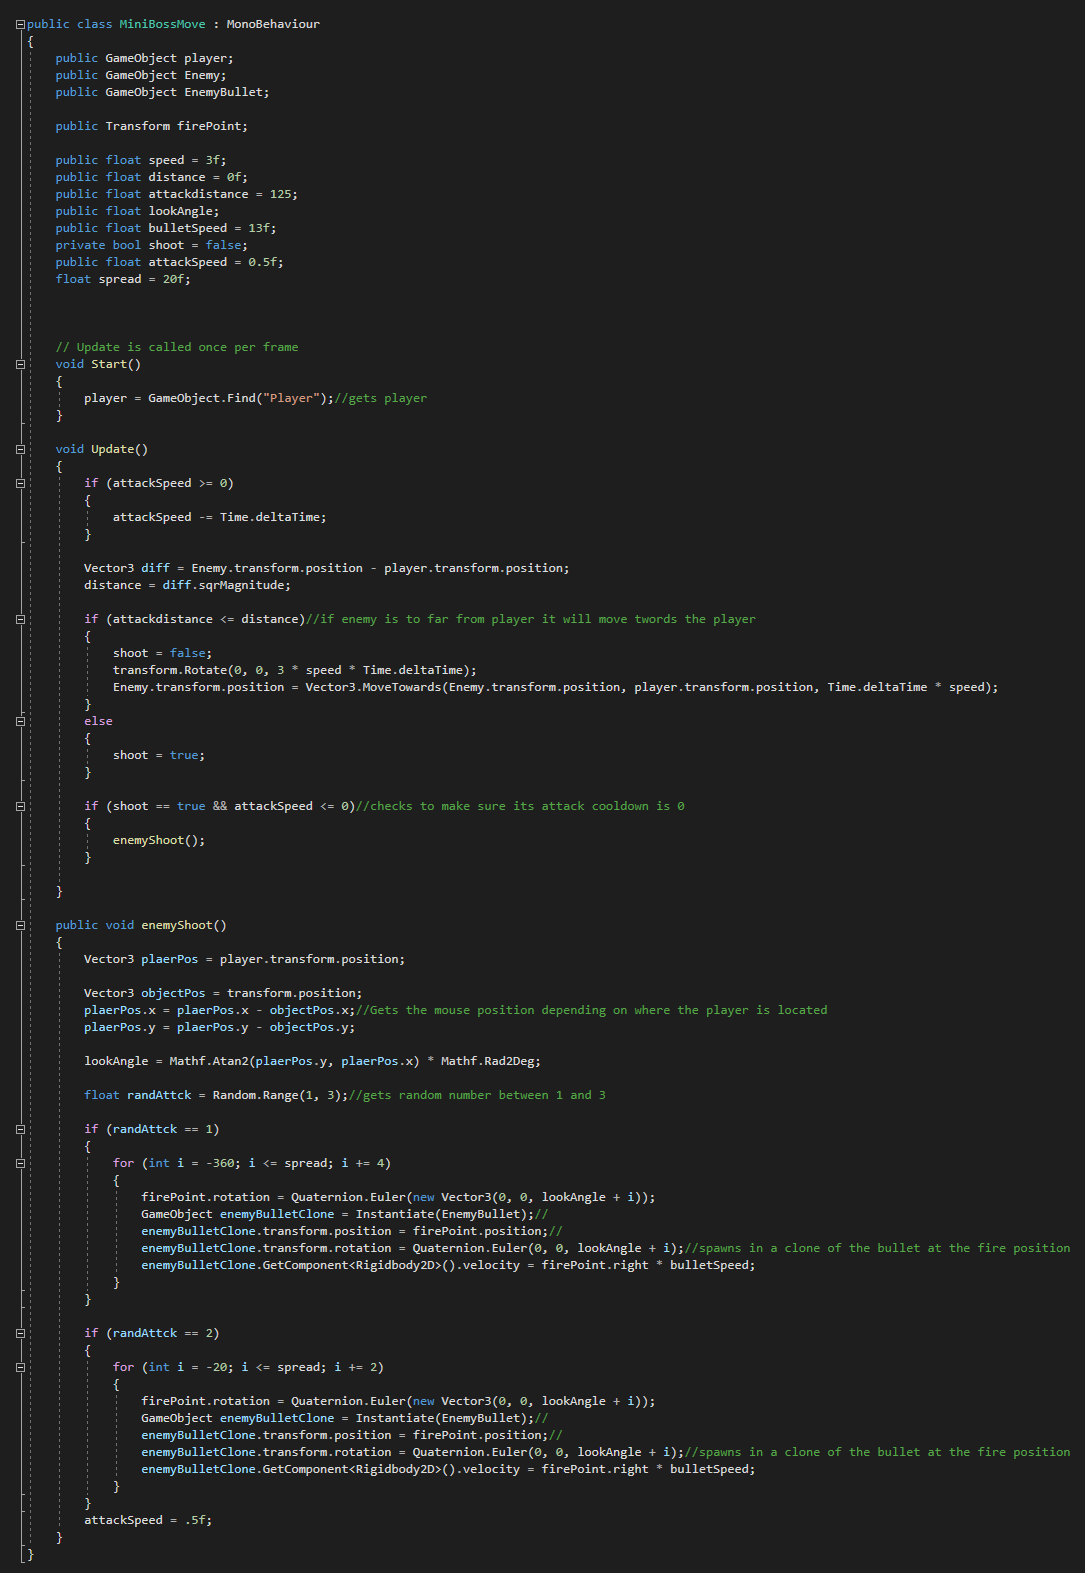 public class MiniBossMove : MonoBehaviour
{
    public GameObject player;
    public GameObject Enemy;
    public GameObject EnemyBullet;

    public Transform firePoint;

    public float speed = 3f;
    public float distance = 0f;
    public float attackdistance = 125;
    public float lookAngle;
    public float bulletSpeed = 13f;
    private bool shoot = false;
    public float attackSpeed = 0.5f;
    float spread = 20f;

    // Update is called once per frame
    void Start()
    {
        player = GameObject.Find("Player");//gets player
    }

    void Update()
    {
        if (attackSpeed >= 0)
        {
            attackSpeed -= Time.deltaTime;
        }

        Vector3 diff = Enemy.transform.position - player.transform.position;
        distance = diff.sqrMagnitude;

        if (attackdistance <= distance)//if enemy is to far from player it will move twords the player
        {
            shoot = false;
            transform.Rotate(0, 0, 3 * speed * Time.deltaTime);
            Enemy.transform.position = Vector3.MoveTowards(Enemy.transform.position, player.transform.position, Time.deltaTime * speed);
        }
        else
        {
            shoot = true;
        }

        if (shoot == true && attackSpeed <= 0)//checks to make sure its attack cooldown is 0
        {
            enemyShoot();
        }

    }

    public void enemyShoot()
    {
        Vector3 plaerPos = player.transform.position;

        Vector3 objectPos = transform.position;
        plaerPos.x = plaerPos.x - objectPos.x;//Gets the mouse position depending on where the player is located
        plaerPos.y = plaerPos.y - objectPos.y;

        lookAngle = Mathf.Atan2(plaerPos.y, plaerPos.x) * Mathf.Rad2Deg;

        float randAttck = Random.Range(1, 3);//gets random number between 1 and 3

        if (randAttck == 1)
        {
            for (int i = -360; i <= spread; i += 4)
            {
                firePoint.rotation = Quaternion.Euler(new Vector3(0, 0, lookAngle + i));
                GameObject enemyBulletClone = Instantiate(EnemyBullet);//
                enemyBulletClone.transform.position = firePoint.position;//
                enemyBulletClone.transform.rotation = Quaternion.Euler(0, 0, lookAngle + i);//spawns in a clone of the bullet at the fire position
                enemyBulletClone.GetComponent<Rigidbody2D>().velocity = firePoint.right * bulletSpeed;
            }
        }

        if (randAttck == 2)
        {
            for (int i = -20; i <= spread; i += 2)
            {
                firePoint.rotation = Quaternion.Euler(new Vector3(0, 0, lookAngle + i));
                GameObject enemyBulletClone = Instantiate(EnemyBullet);//
                enemyBulletClone.transform.position = firePoint.position;//
                enemyBulletClone.transform.rotation = Quaternion.Euler(0, 0, lookAngle + i);//spawns in a clone of the bullet at the fire position
                enemyBulletClone.GetComponent<Rigidbody2D>().velocity = firePoint.right * bulletSpeed;
            }
        }
        attackSpeed = .5f;
    }
}